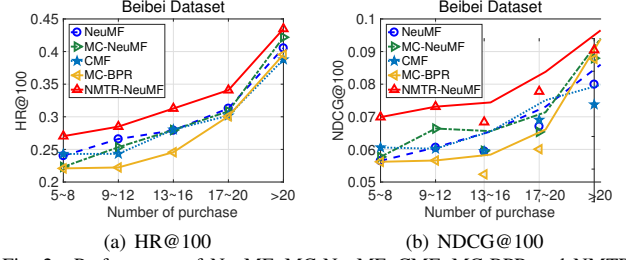 Beibei Dataset
0.45
0.4
0.35
0.3
0.25
0.2
HR@100
NeuMF
MC-NeuMF
CMF
MC-BPR
NMTR-NeuMF
5~8
9~12
13~16
17~20
>20
Number of purchase
(a) HR@100
Beibei Dataset
0.1
0.09
0.08
0.07
0.06
0.05
NDCG@100
NeuMF
MC-NeuMF
CMF
MC-BPR
NMTR-NeuMF
5~8
9~12
13~16
17~20
>20
Number of purchase
(b) NDCG@100